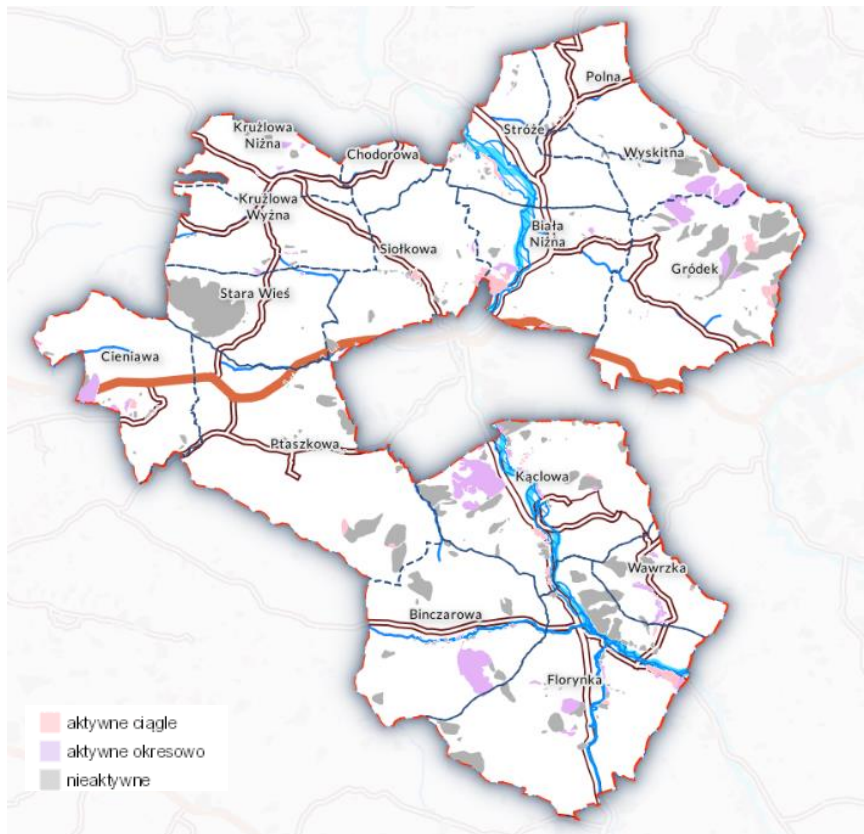 Polna
Krużlowa
Niżna
Stróże
Chodorowa
Wyskitna
Krużlowa
Wyżna
Biała
Niżna
Siołkowa
Gródek
Stara Wieś
Cieniawa
Ptaszkowa
Kąclowa
Wawrzka
Binczarowa
Florynka
aktywne ciągle
aktywne okresowo
nieaktywne